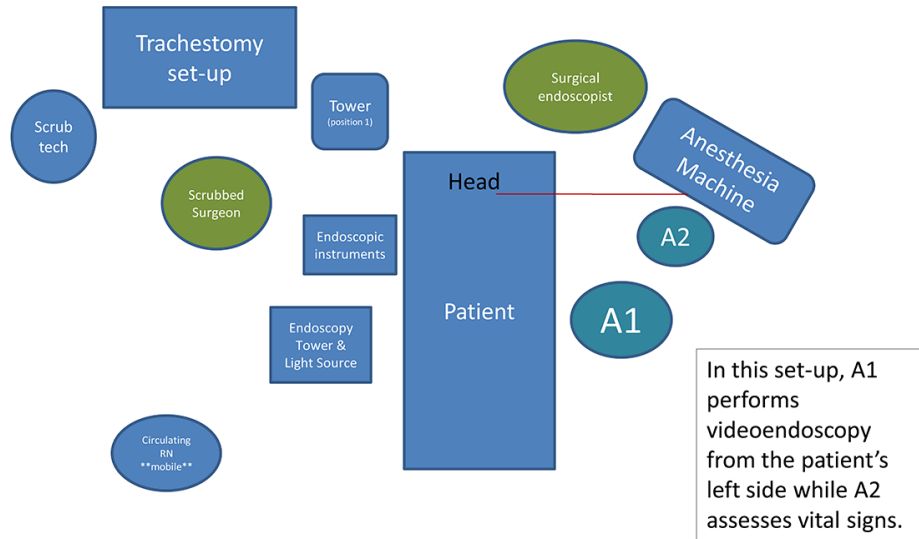 Trachestomy
set-up
Surgical
endoscopist
Tower
(position 1)
Scrub
tech
Anesthesia
Machine
Head
Scrubbed
Surgeon
A2
Endoscopic
instruments
Patient
A1
Endoscopy
Tower &
Light Source
In this set-up, A1
performs
videoendoscopy
from the patient's
left side while A2
assesses vital signs.
Circulating
RN
**mobile**